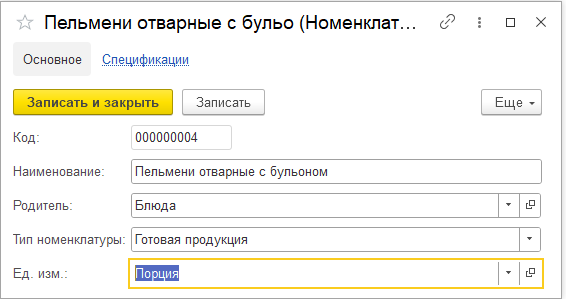 Пельмени отварные с бульо (Номенклат...
Основное Спецификации
Записать и закрыть Записать Еще
Код: 000000004
Наименование: Пельмени отварные с бульоном
Родитель: Блюда
Тип номенклатуры: Готовая продукция
Ед. изм.: Порция